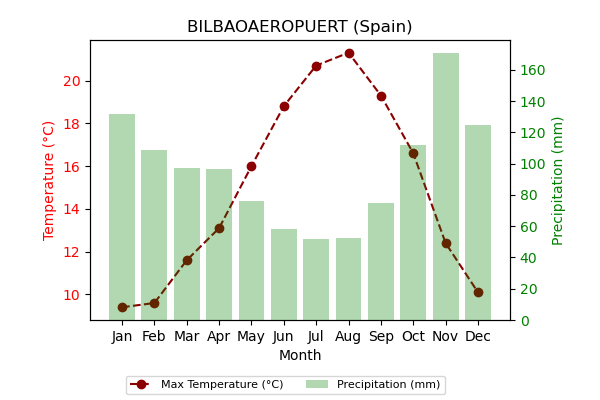 BILBAOAEROPUERT (Spain)
Temperature (°C)
20
18
16
14
12
10
160
140
120
100
80
60
40
20
0
Precipitation (mm)
Jan Feb Mar Apr May Jun Jul Aug Sep Oct Nov Dec
Month
Max Temperature (°C) Precipitation (mm)